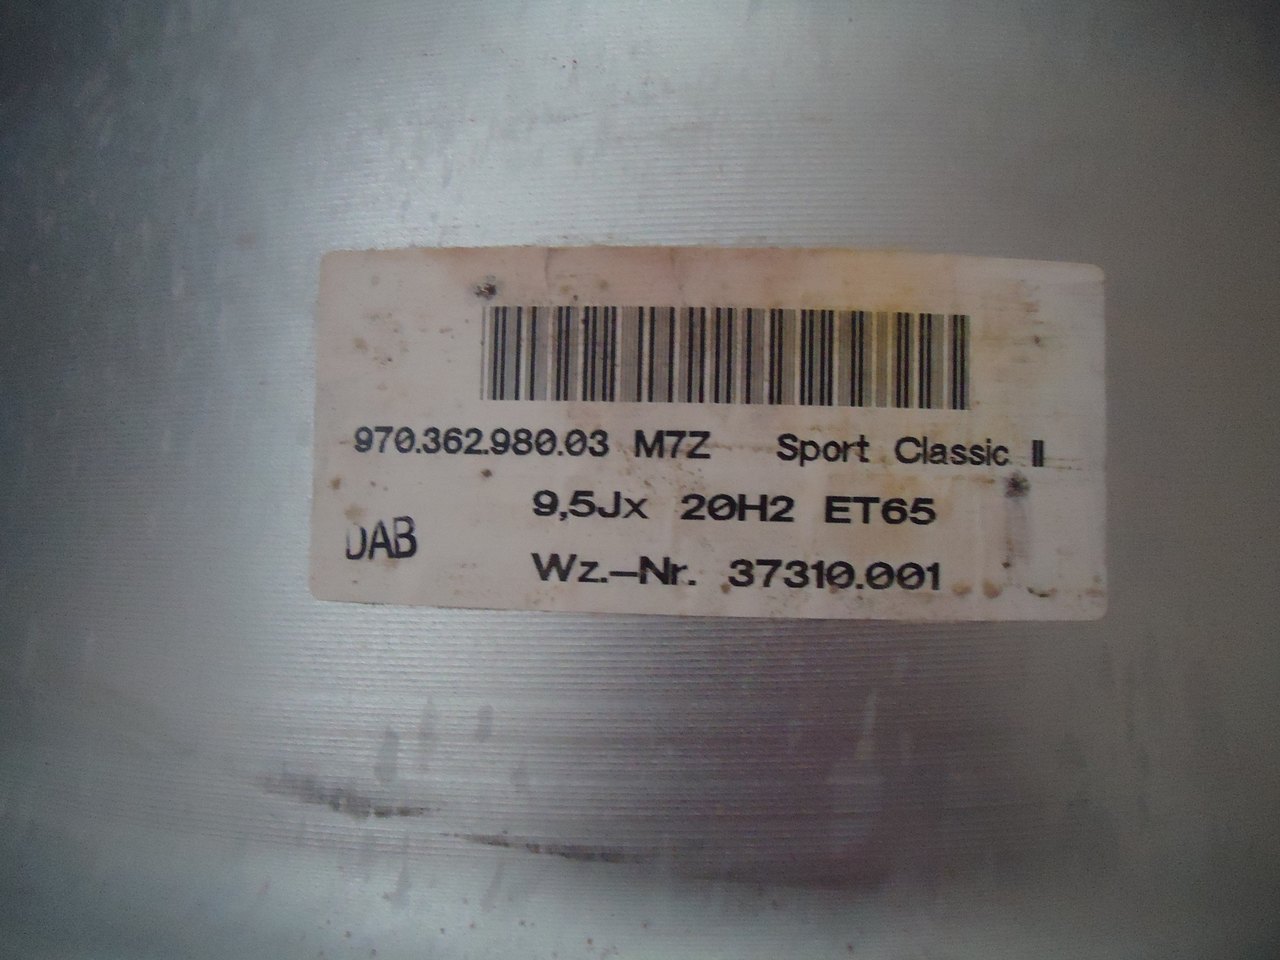 970.362.980.03 M7Z Sport Classic II
9,5Jx 20H2 ET65
DAB
Wz.-Nr. 37310.001